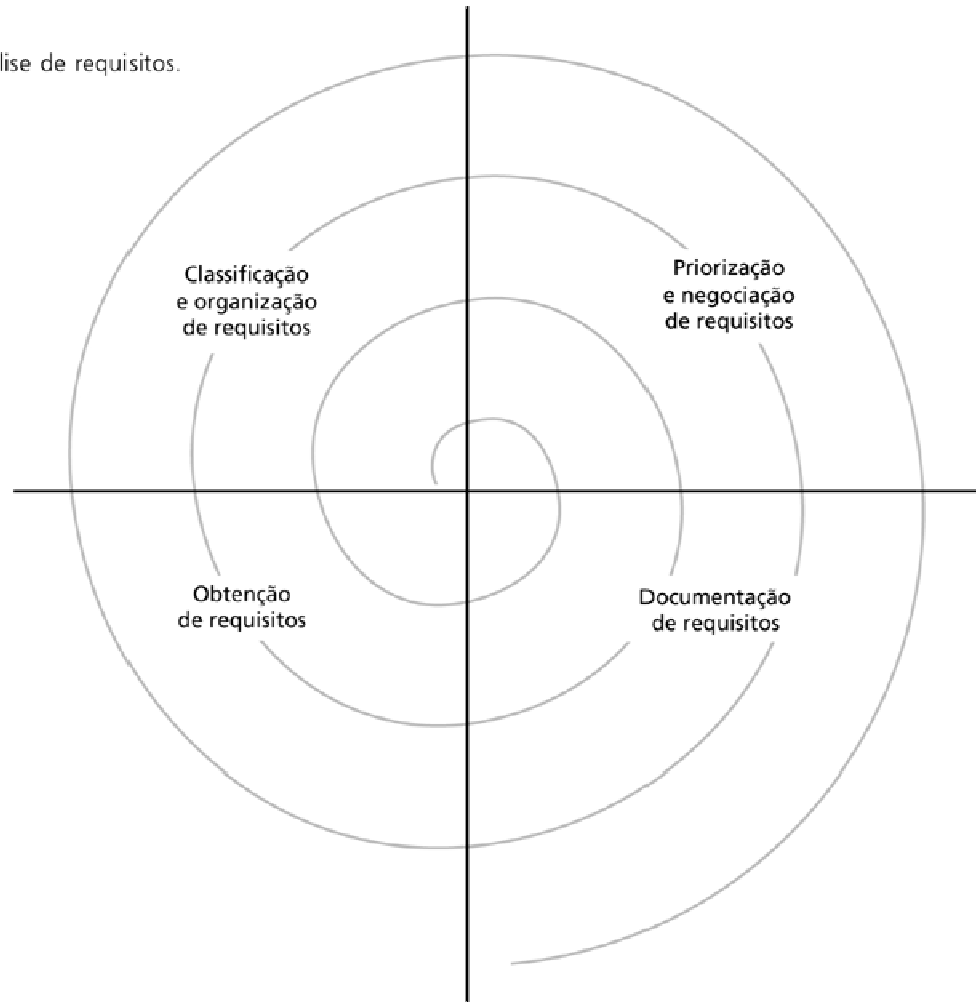 lise de requisitos.
Classificação
e organização
de requisitos
Priorização
e negociação
de requisitos
Obtenção
de requisitos
Documentação
de requisitos